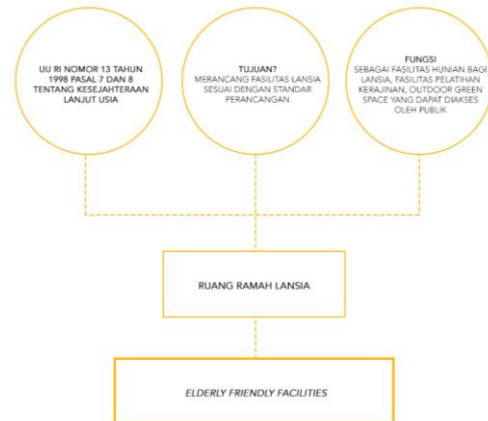 UU RI NOMOR 13 TAHUN
1998 PASAL 7 DAN 8
TENTANG KESEJAHTERAAN
LANJUT USIA
TUJUAN?
MERANCANG FASILITAS LANSIA
SESUAI DENGAN STANDAR
PERANCANGAN
FUNGSI
SEBAGAI FASILITAS HUNIAN BAGI
LANSIA, FASILITAS PELATIHAN
KERAJINAN, OUTDOOR GREEN
SPACE YANG DAPAT DIAKSES
OLEH PUBLIK
RUANG RAMAH LANSIA
ELDERLY FRIENDLY FACILITIES